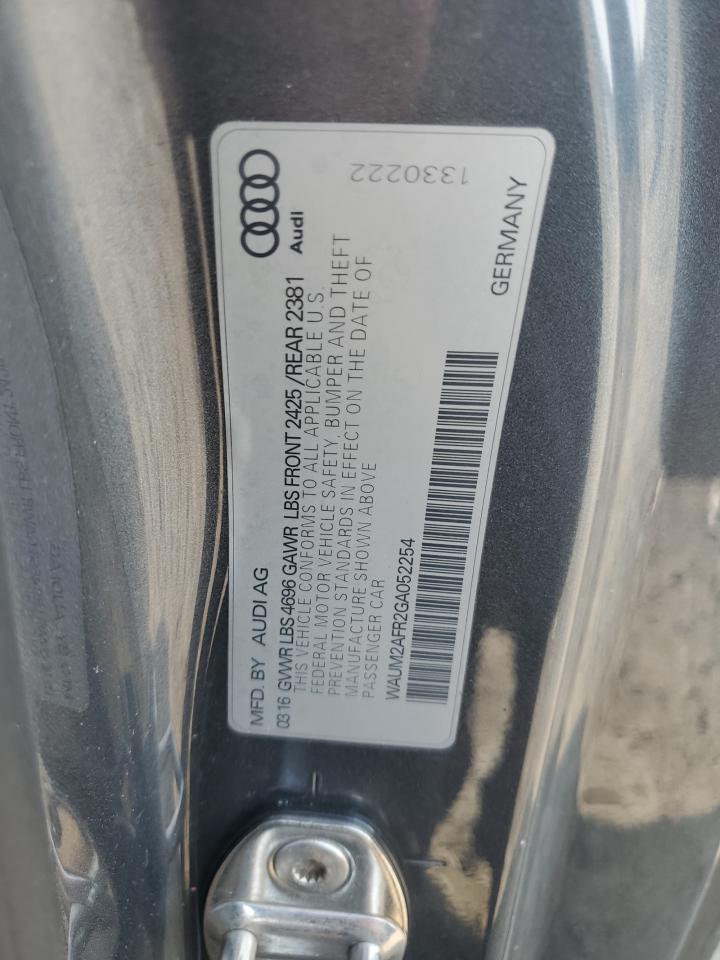 Audi
MFD. BY AUDI AG
0316 GVWR LBS 4696 GAWR LBS FRONT 2425 / REAR 2381
THIS VEHICLE CONFORMS TO ALL APPLICABLE U.S.
FEDERAL MOTOR VEHICLE SAFETY, BUMPER AND THEFT
PREVENTION STANDARDS IN EFFECT ON THE DATE OF
MANUFACTURE SHOWN ABOVE
PASSENGER CAR
WAUM2AFR2GA052254
GERMANY
1330222